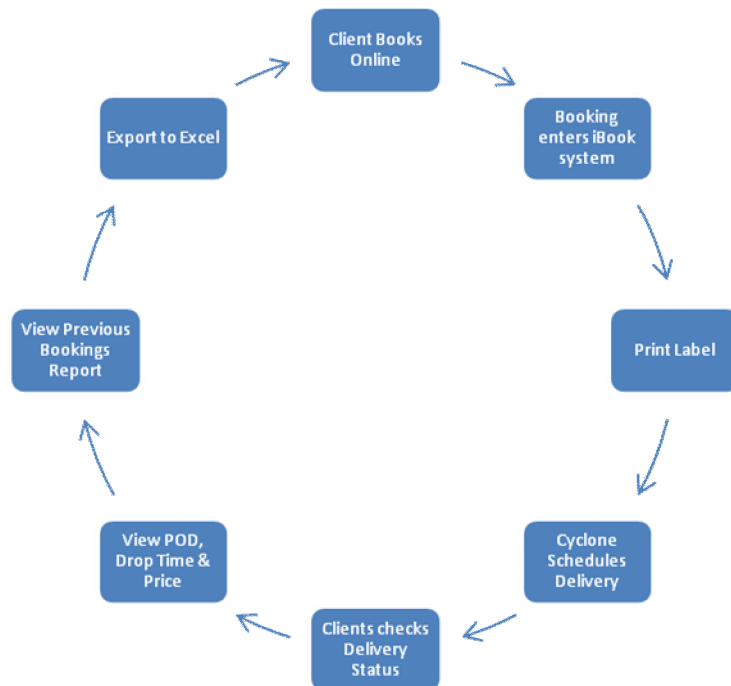 Client Books
Online
Booking
enters iBook
system
Print Label
Cyclone
Schedules
Delivery
Clients checks
Delivery
Status
View POD,
Drop Time &
Price
View Previous
Bookings
Report
Export to Excel